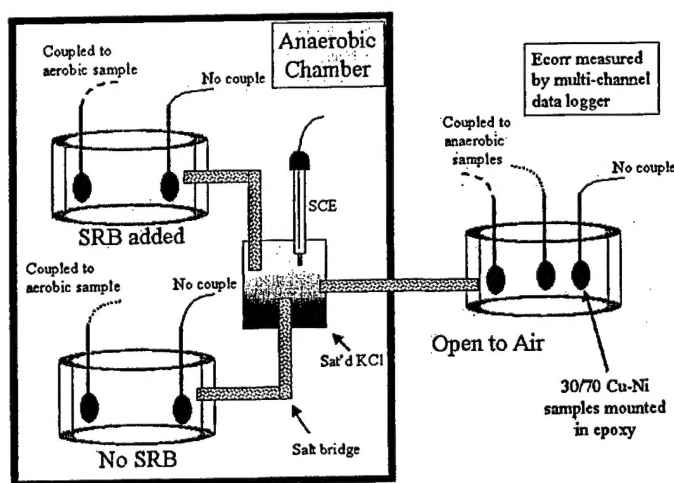 Anaerobic
Chamber
Coupled to
aerobic sample
No couple
SRB added
SCE
Coupled to
aerobic sample
No couple
No SRB
Sat'd KCl
Salt bridge
Ecorr measured
by multi-channel
data logger
Coupled to
anaerobic
samples
No couple
Open to Air
30/70 Cu-Ni
samples mounted
in epoxy